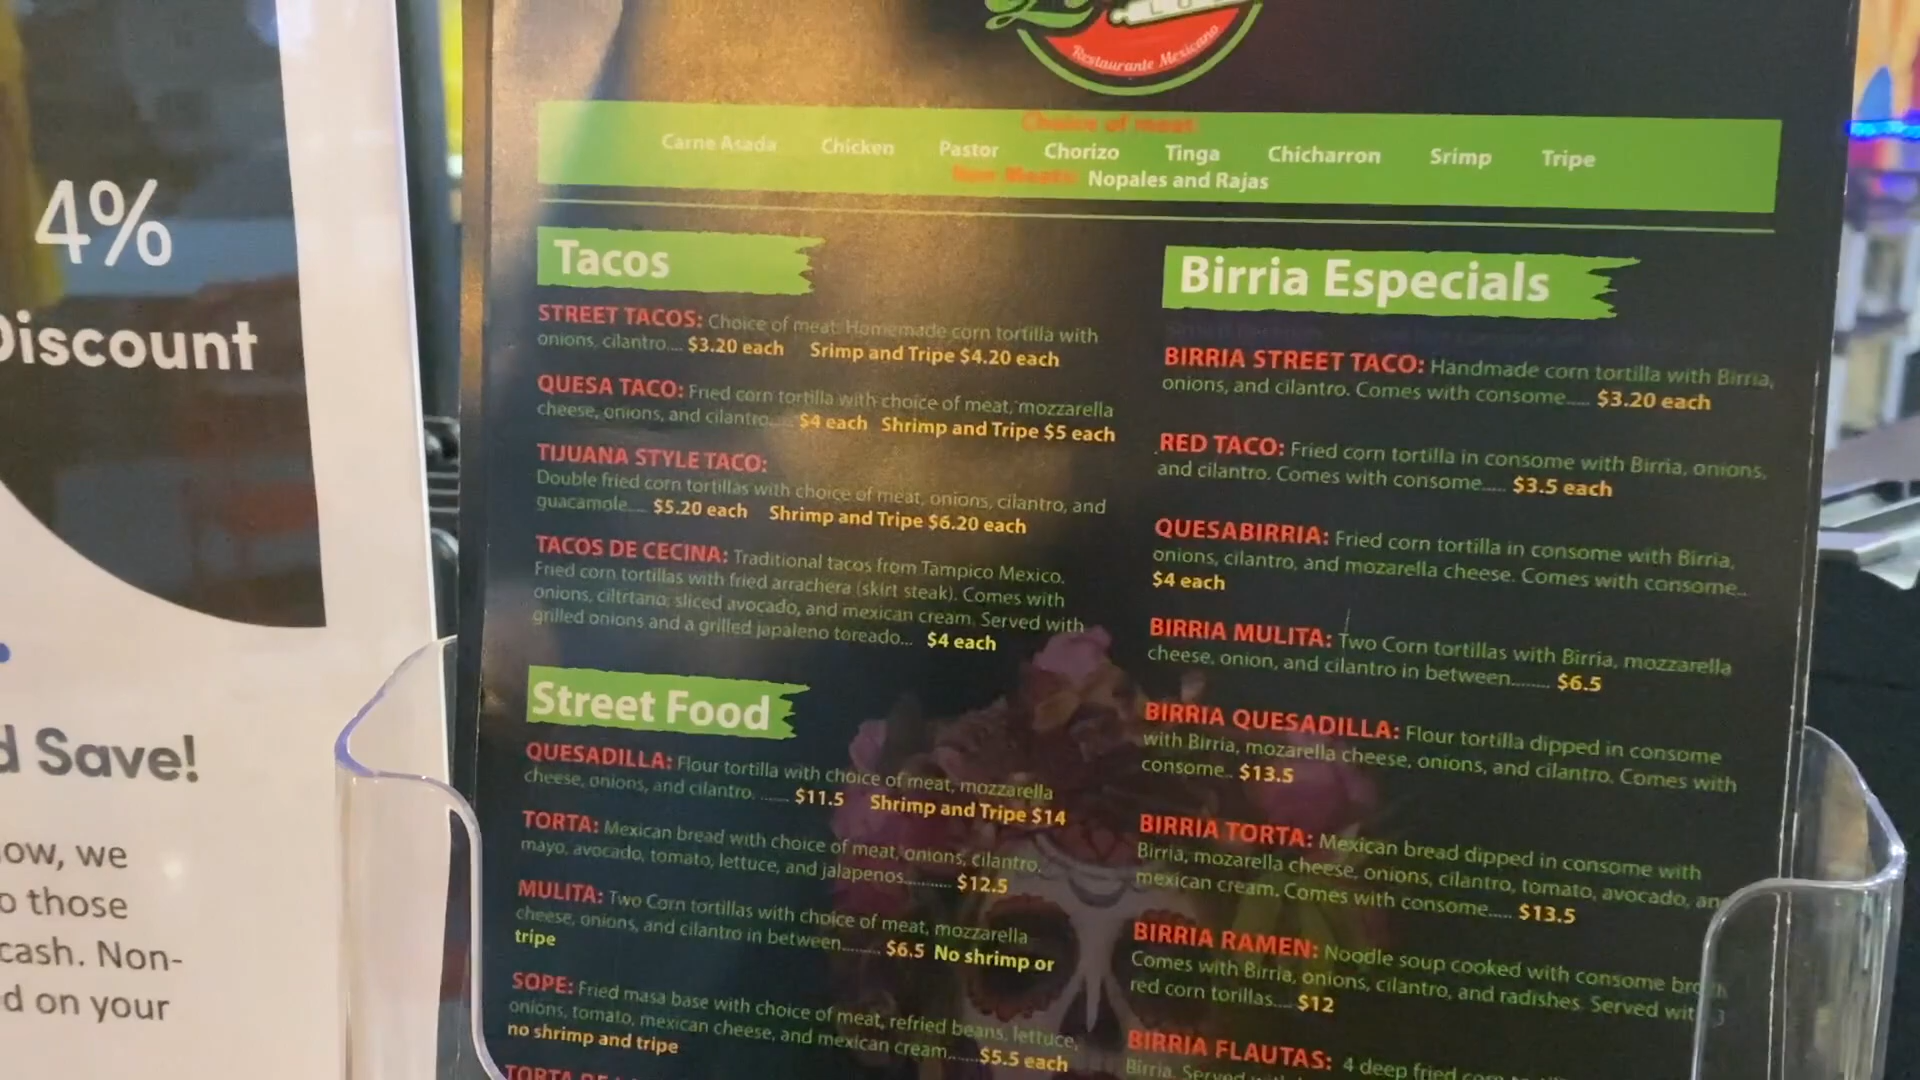 4%
Discount
Save!
we
those
cash. Non-
on your
Restaurante Mexicano
Choice of meat:
Carne Asada Chicken Pastor Chorizo Tinga Chicharron Srimp Tripe
Non Meats: Nopales and Rajas
Tacos
STREET TACOS: Choice of meat. Homemade corn tortilla with
onions, cilantro.... $3.20 each Srimp and Tripe $4.20 each
QUESA TACO: Fried corn tortilla with choice of meat, mozzarella
cheese, onions, and cilantro..... $4 each Shrimp and Tripe $5 each
TIJUANA STYLE TACO:
Double fried corn tortillas with choice of meat, onions, cilantro, and
guacamole.... $5.20 each Shrimp and Tripe $6.20 each
TACOS DE CECINA: Traditional tacos from Tampico Mexico.
Fried corn tortillas with fried arrachera (skirt steak). Comes with
onions, ciltrtano, sliced avocado, and mexican cream. Served with
grilled onions and a grilled japaleno toreado... $4 each
Street Food
QUESADILLA: Flour tortilla with choice of meat, mozzarella
cheese, onions, and cilantro. ...... $11.5 Shrimp and Tripe $14
TORTA: Mexican bread with choice of meat, onions, cilantro,
mayo, avocado, tomato, lettuce, and jalapenos.......... $12.5
MULITA: Two Corn tortillas with choice of meat, mozzarella
cheese, onions, and cilantro in between........ $6.5 No shrimp or
tripe
SOPE: Fried masa base with choice of meat, refried beans, lettuce,
onions, tomato, mexican cheese, and mexican cream.......$5.5 each
no shrimp and tripe
TORTA
Birria Especials
BIRRIA STREET TACO: Handmade corn tortilla with Birria,
onions, and cilantro. Comes with consome..... $3.20 each
RED TACO: Fried corn tortilla in consome with Birria, onions,
and cilantro. Comes with consome..... $3.5 each
QUESABIRRIA: Fried corn tortilla in consome with Birria,
onions, cilantro, and mozarella cheese. Comes with consome..
$4 each
BIRRIA MULITA: Two Corn tortillas with Birria, mozzarella
cheese, onion, and cilantro in between........ $6.5
BIRRIA QUESADILLA: Flour tortilla dipped in consome
with Birria, mozarella cheese, onions, and cilantro. Comes with
consome.. $13.5
BIRRIA TORTA: Mexican bread dipped in consome with
Birria, mozarella cheese, onions, cilantro, tomato, avocado, and
mexican cream. Comes with consome..... $13.5
BIRRIA RAMEN: Noodle soup cooked with consome broth
Comes with Birria, onions, cilantro, and radishes. Served with 3
red corn torillas.... $12
BIRRIA FLAUTAS: 4 deep fried corn
Birria. Served